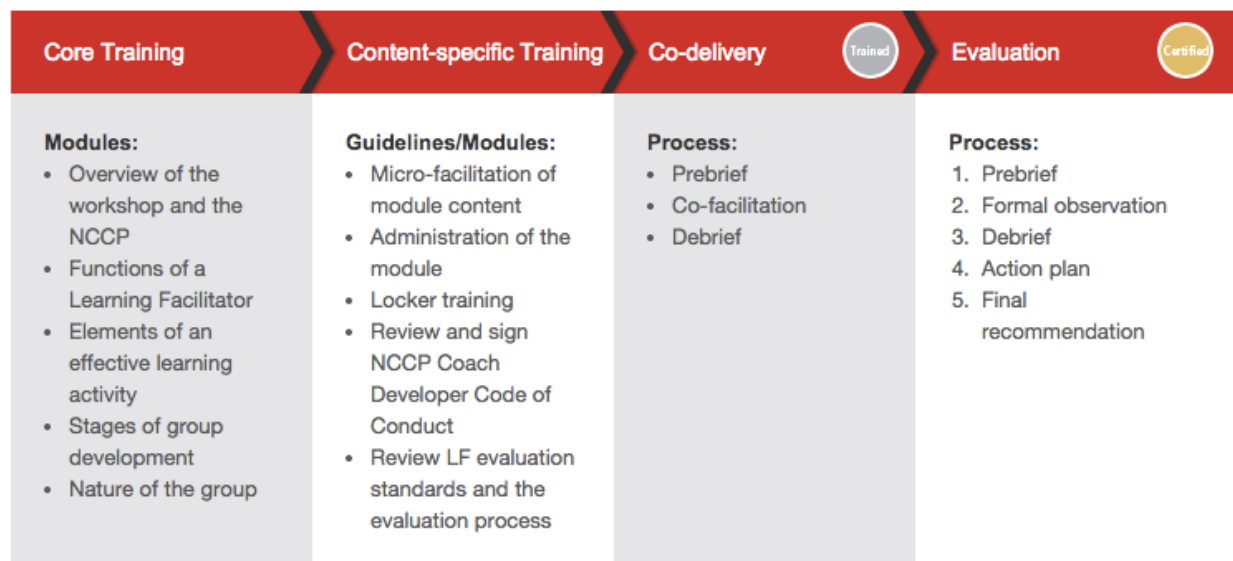 Core Training
Content-specific Training
Co-delivery
Trained
Evaluation
Certified
Modules:
• Overview of the
workshop and the
NCCP
• Functions of a
Learning Facilitator
• Elements of an
effective learning
activity
• Stages of group
development
• Nature of the group
Guidelines/Modules:
• Micro-facilitation of
module content
• Administration of the
module
• Locker training
• Review and sign
NCCP Coach
Developer Code of
Conduct
• Review LF evaluation
standards and the
evaluation process
Process:
• Prebrief
• Co-facilitation
• Debrief
Process:
1. Prebrief
2. Formal observation
3. Debrief
4. Action plan
5. Final
recommendation